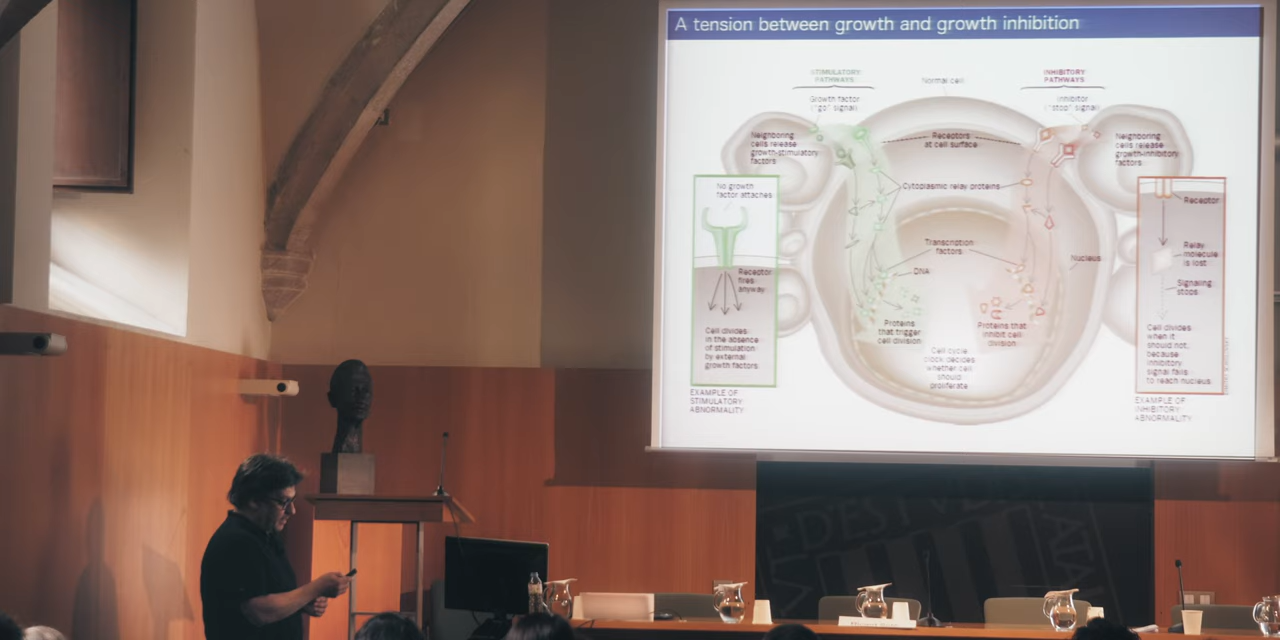 A tension between growth and growth inhibition
STIMULATORY
PATHWAYS
Growth factor
("go" signal)
Normal cell
INHIBITORY
PATHWAYS
Inhibitor
("stop" signal)
Neighboring
cells release
growth-stimulatory
factors
Receptors
at cell surface
Neighboring
cells release
growth-inhibitory
factors
No growth
factor attaches
Receptor
fires
anyway
Cell divides
in the absence
of stimulation
by external
growth factors
EXAMPLE OF
STIMULATORY
ABNORMALITY
Cytoplasmic relay proteins
Transcription
factors
DNA
Nucleus
Proteins
that trigger
cell division
Proteins that
inhibit cell
division
Cell cycle
clock decides
whether cell
should
proliferate
Receptor
Relay
molecule
is lost
Signaling
stops
Cell divides
when it
should not,
because
inhibitory
signal fails
to reach nucleus
EXAMPLE OF
INHIBITORY
ABNORMALITY
D'ESTV